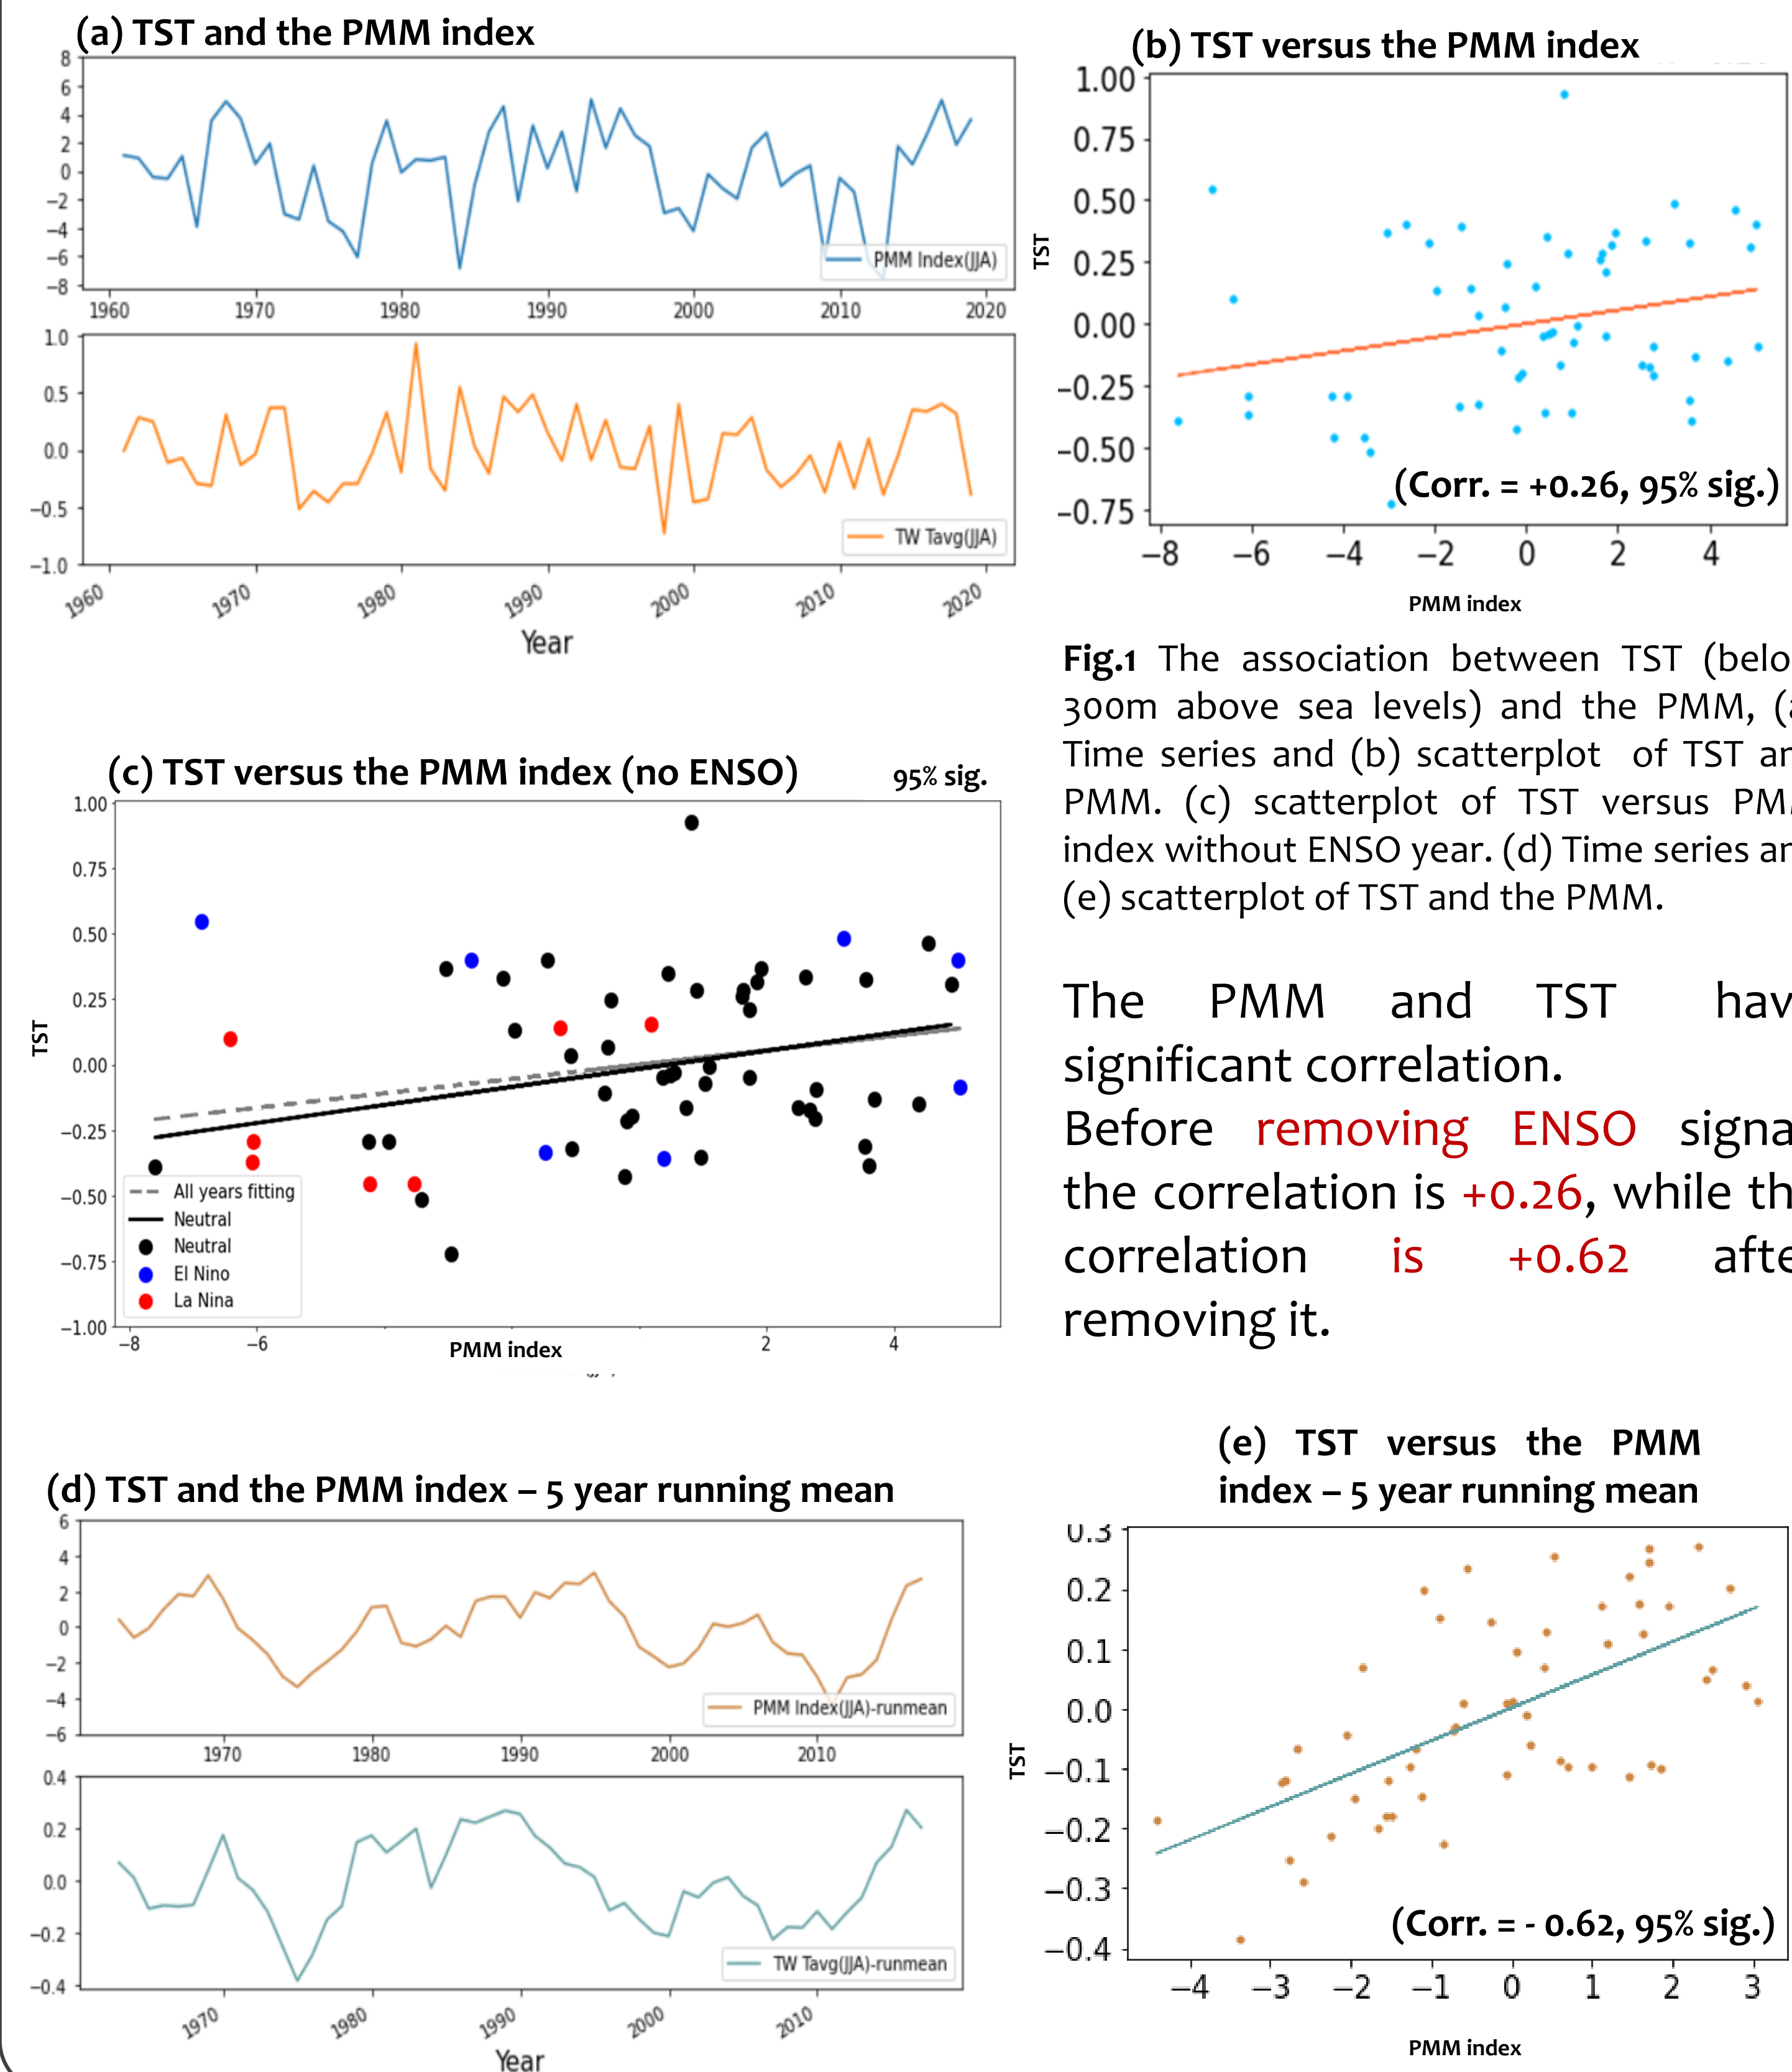 (a) TST and the PMM index
8
6
4
2
0
−2
−4
−6
−8
PMM Index(JJA)
1960 1970 1980 1990 2000 2010 2020
1.0
0.5
0.0
−0.5
−1.0
TW Tavg(JJA)
1960 1970 1980 1990 2000 2010 2020
Year
(b) TST versus the PMM index
1.00
0.75
0.50
0.25
0.00
−0.25
−0.50
−0.75
TST
(Corr. = +0.26, 95% sig.)
−8 −6 −4 −2 0 2 4
PMM index
Fig.1 The association between TST (belo
300m above sea levels) and the PMM, (a
Time series and (b) scatterplot of TST an
PMM. (c) scatterplot of TST versus PM
index without ENSO year. (d) Time series an
(e) scatterplot of TST and the PMM.
(c) TST versus the PMM index (no ENSO) 95% sig.
1.00
0.75
0.50
0.25
0.00
−0.25
−0.50
−0.75
−1.00
TST
All years fitting
Neutral
Neutral
El Nino
La Nina
−8 −6 2 4
PMM index
The PMM and TST hav
significant correlation.
Before removing ENSO signa
the correlation is +0.26, while th
correlation is +0.62 afte
removing it.
(d) TST and the PMM index – 5 year running mean
6
4
2
0
−2
−4
−6
PMM Index(JJA)-runmean
1970 1980 1990 2000 2010
0.4
0.2
0.0
−0.2
−0.4
TW Tavg(JJA)-runmean
1970 1980 1990 2000 2010
Year
(e) TST versus the PMM
index – 5 year running mean
0.3
0.2
0.1
0.0
−0.1
−0.2
−0.3
−0.4
TST
(Corr. = - 0.62, 95% sig.)
−4 −3 −2 −1 0 1 2 3
PMM index